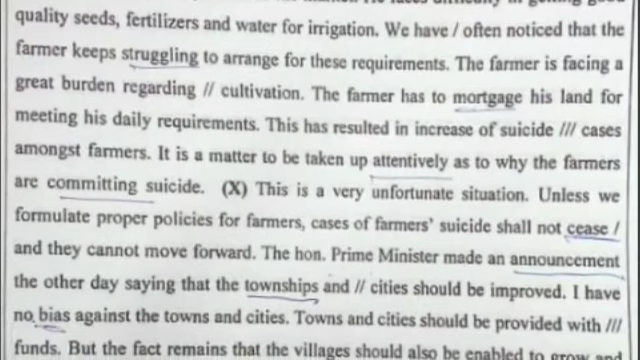 quality seeds, fertilizers and water for irrigation. We have / often noticed that the
farmer keeps struggling to arrange for these requirements. The farmer is facing a
great burden regarding // cultivation. The farmer has to mortgage his land for
meeting his daily requirements. This has resulted in increase of suicide /// cases
amongst farmers. It is a matter to be taken up attentively as to why the farmers
are committing suicide. (X) This is a very unfortunate situation. Unless we
formulate proper policies for farmers, cases of farmers' suicide shall not cease /
and they cannot move forward. The hon. Prime Minister made an announcement
the other day saying that the townships and // cities should be improved. I have
no bias against the towns and cities. Towns and cities should be provided with ///
funds. But the fact remains that the villages should also be enabled to grow and